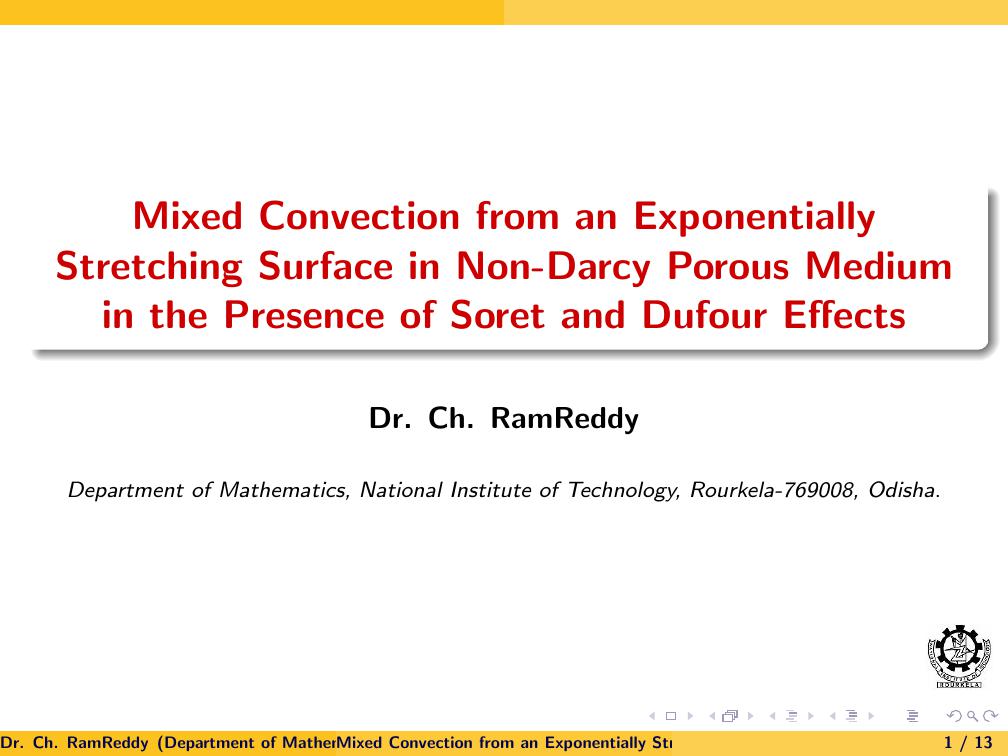 Mixed Convection from an Exponentially
Stretching Surface in Non-Darcy Porous Medium
in the Presence of Soret and Dufour Effects
Dr. Ch. RamReddy
Department of Mathematics, National Institute of Technology, Rourkela-769008, Odisha.
ROURKELA
Dr. Ch. RamReddy (Department of Mather Mixed Convection from an Exponentially Str 1 / 13